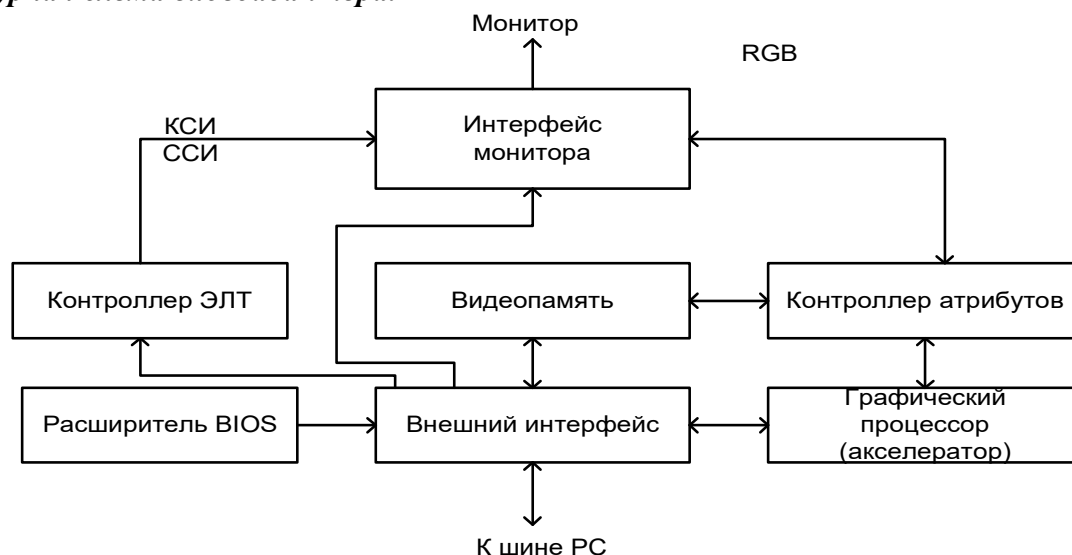 Монитор
RGB
Интерфейс
монитора
КСИ
ССИ
Контроллер ЭЛТ
Видеопамять
Контроллер атрибутов
Расширитель BIOS
Внешний интерфейс
Графический
процессор
(акселератор)
К шине PC